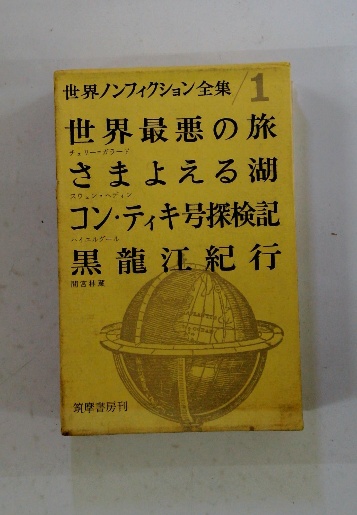 世界ノンフィクション全集/1
世界最悪の旅
チェリー=ガラード
さまよえる湖
スウェン・ヘディン
コン・ティキ号探検記
ハイエルダール
黒龍江紀行
間宮林蔵
筑摩書房刊